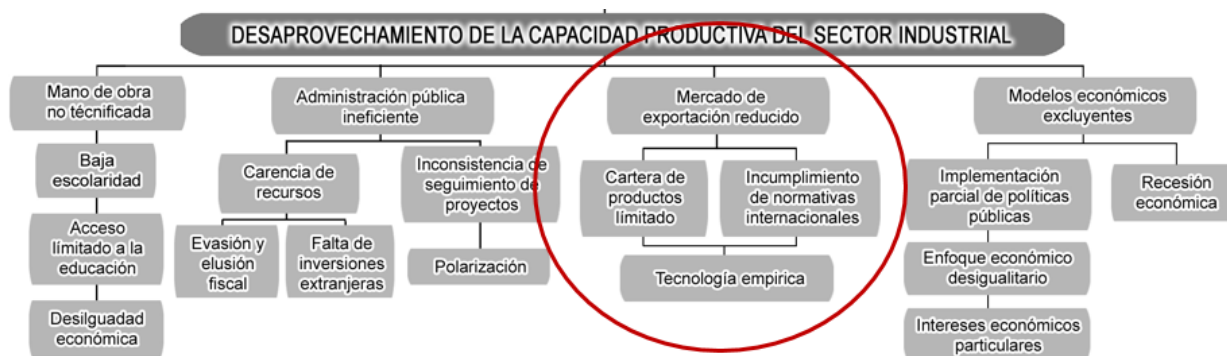 DESAPROVECHAMIENTO DE LA CAPACIDAD PRODUCTIVA DEL SECTOR INDUSTRIAL
Mano de obra
no técnificada
Baja
escolaridad
Acceso
límitado a la
educación
Desilguadad
económica
Administración pública
ineficiente
Carencia de
recursos
Evasión y
elusión
fiscal
Falta de
inversiones
extranjeras
Inconsistencia de
seguimiento de
proyectos
Polarización
Mercado de
exportación reducido
Cartera de
productos
límitado
Incumplimiento
de normativas
internacionales
Tecnología empirica
Modelos económicos
excluyentes
Implementación
parcial de políticas
públicas
Enfoque económico
desigualitario
Intereses económicos
particulares
Recesión
económica